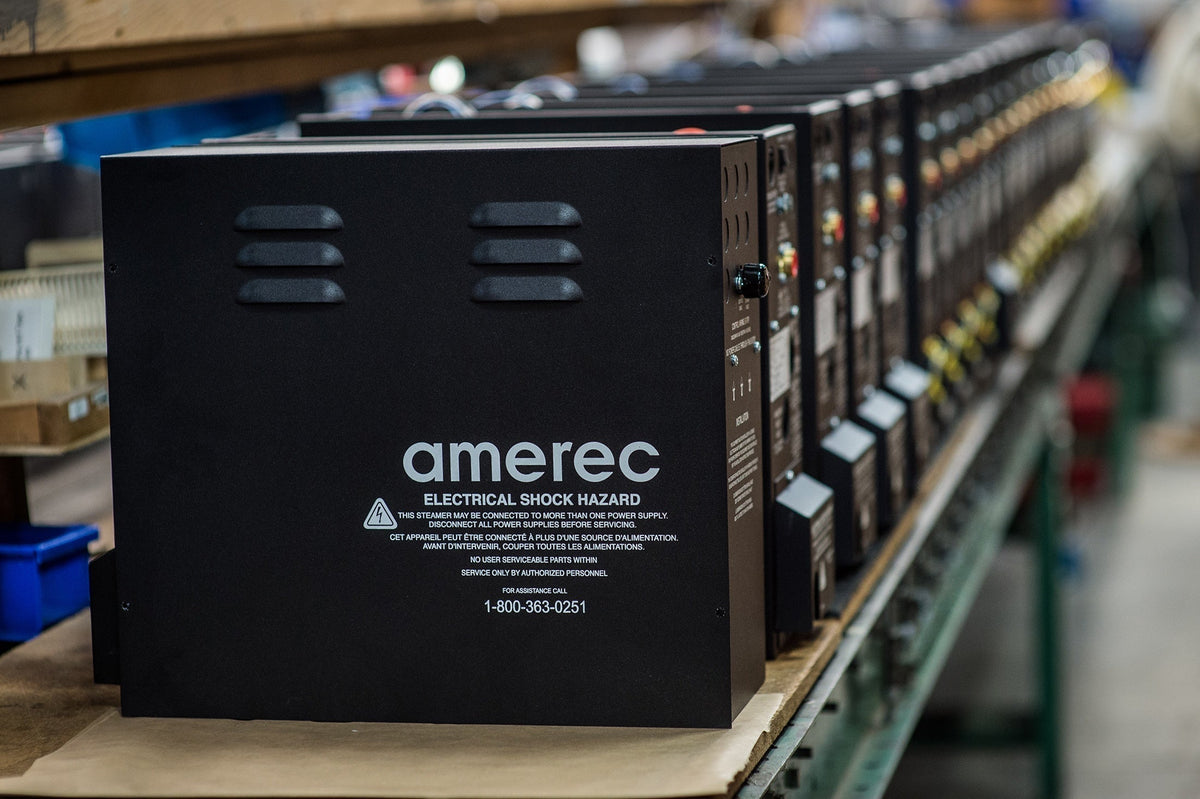 amerec
ELECTRICAL SHOCK HAZARD
THIS STEAMER MAY BE CONNECTED TO MORE THAN ONE POWER SUPPLY.
DISCONNECT ALL POWER SUPPLIES BEFORE SERVICING.
CET APPAREIL PEUT ÊTRE CONNECTÉ À PLUS D'UNE SOURCE D'ALIMENTATION.
AVANT D'INTERVENIR, COUPER TOUTES LES ALIMENTATIONS.
NO USER SERVICEABLE PARTS WITHIN
SERVICE ONLY BY AUTHORIZED PERSONNEL
FOR ASSISTANCE CALL
1-800-363-0251
INSTALLATION